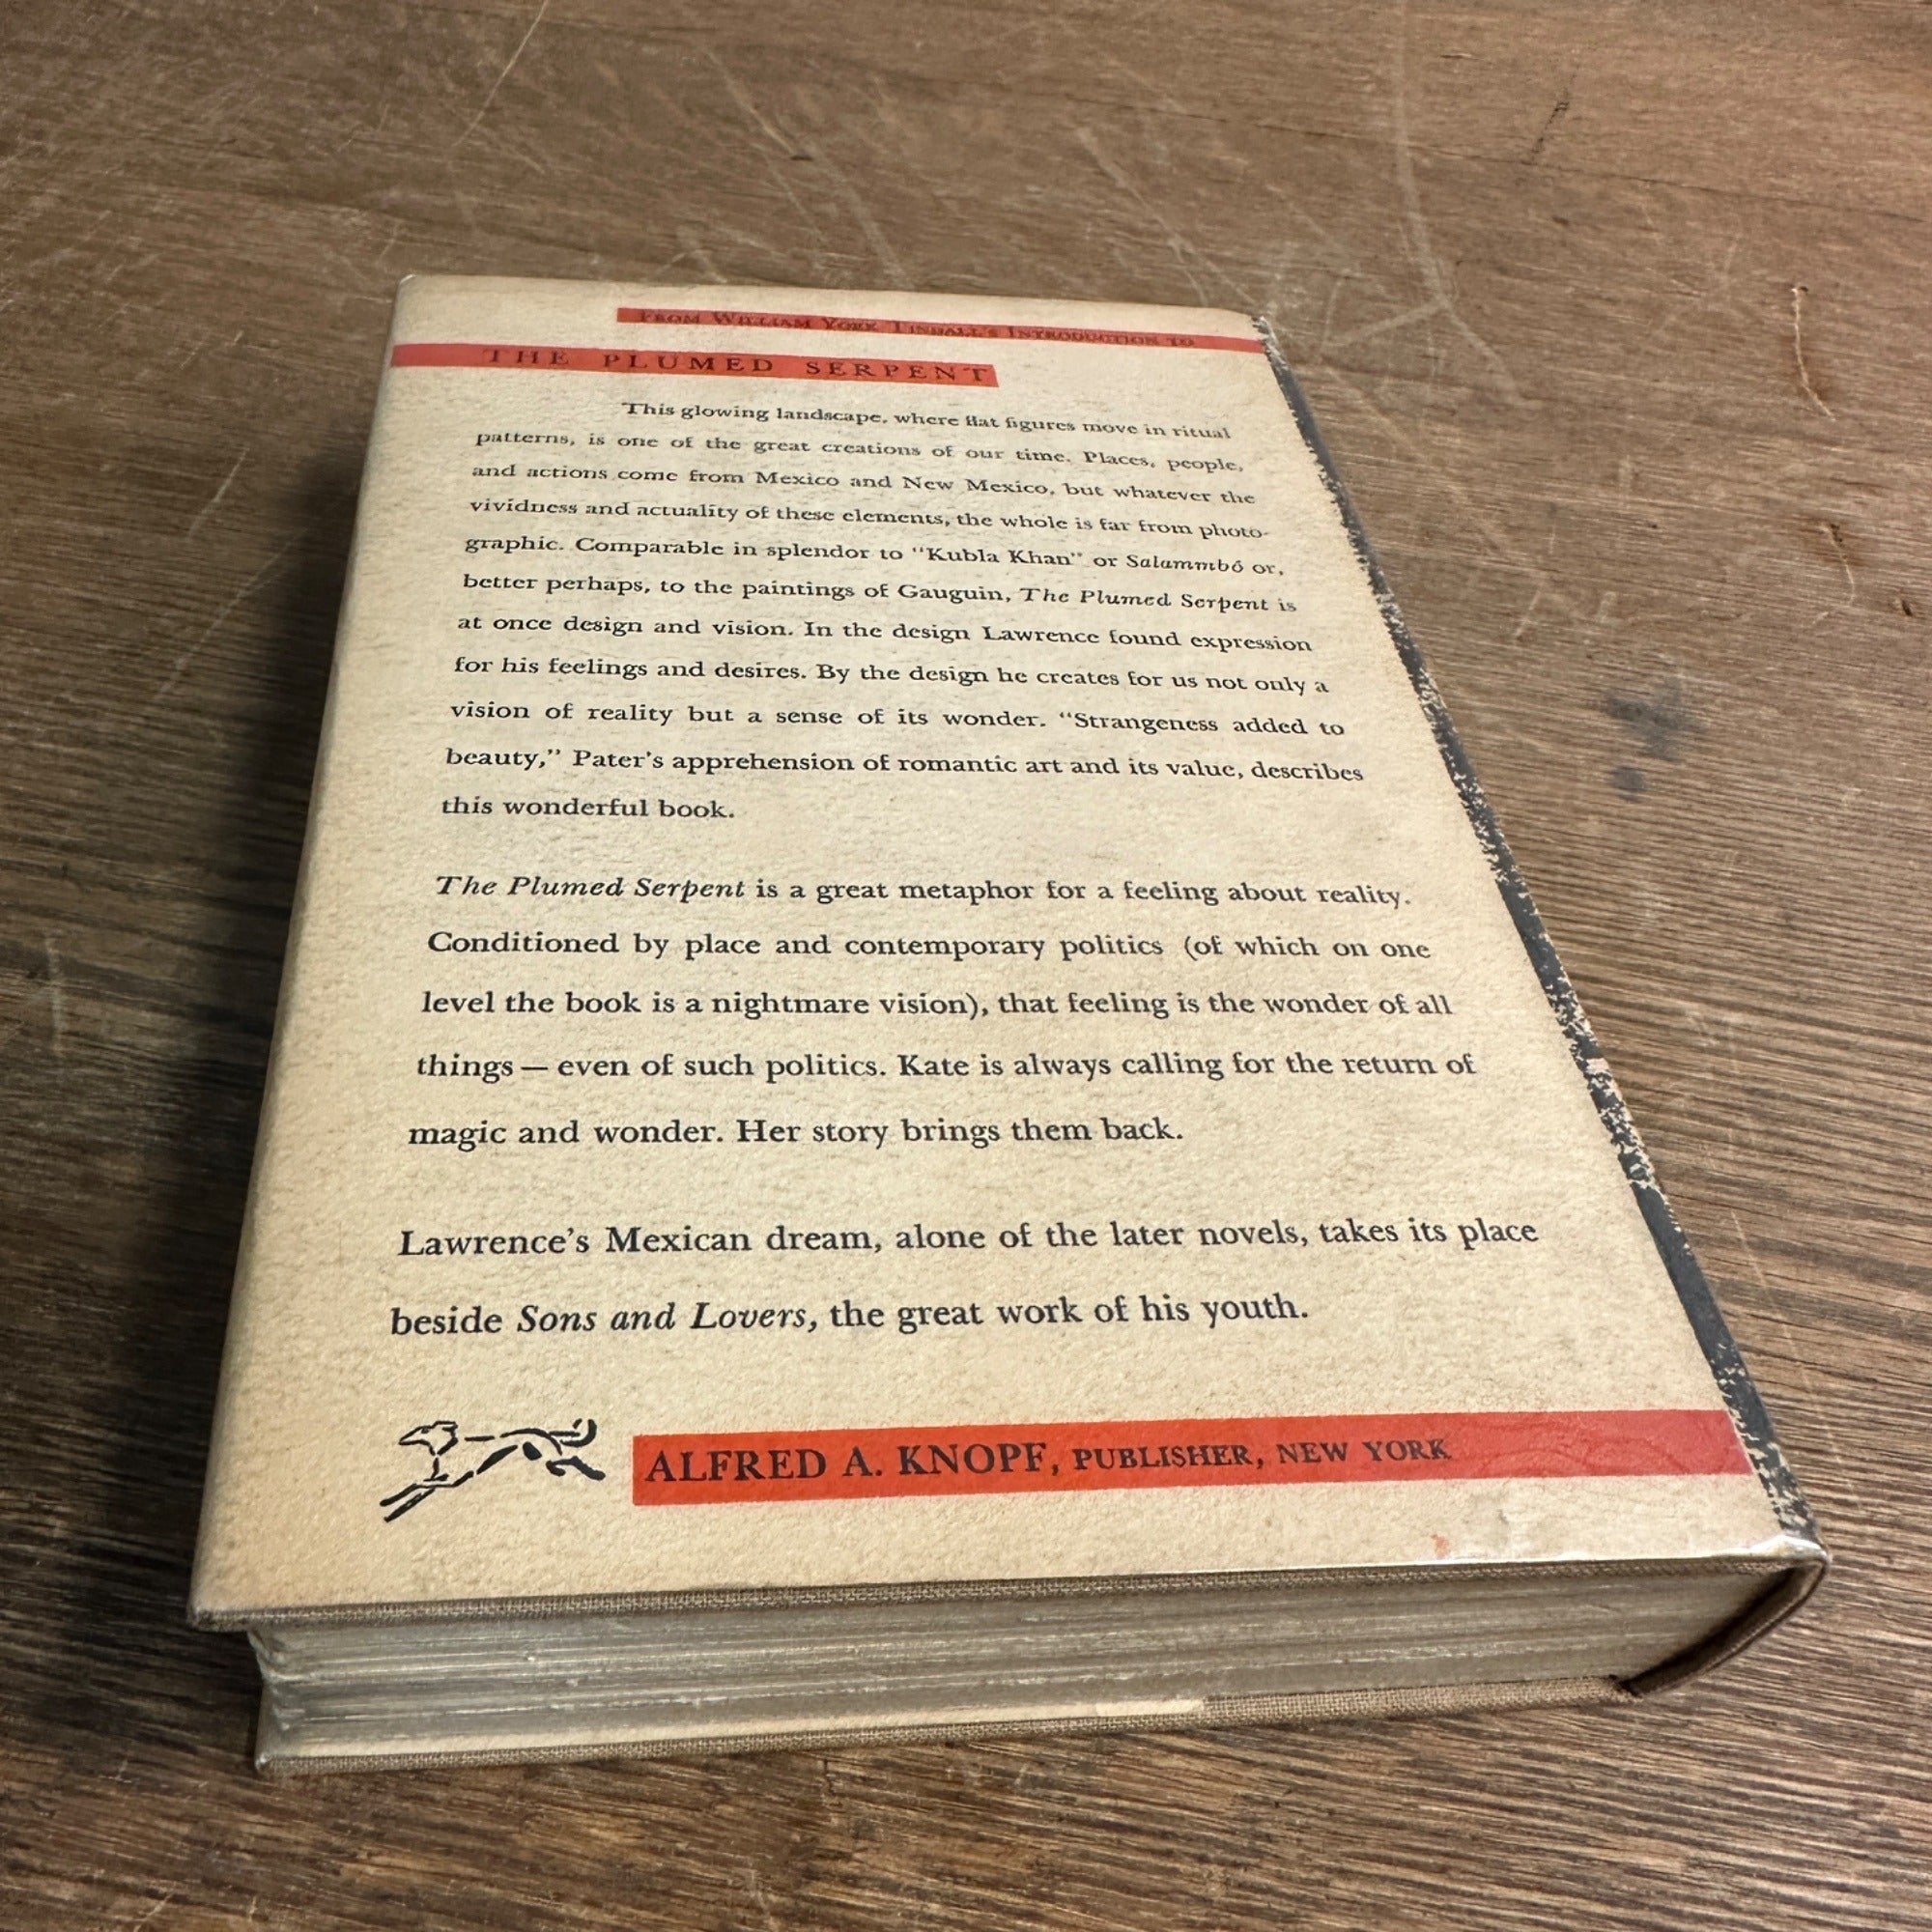 FROM WILLIAM YORK TINDALL'S INTRODUCTION TO
THE PLUMED SERPENT
This glowing landscape, where flat figures move in ritual
patterns, is one of the great creations of our time. Places, people,
and actions come from Mexico and New Mexico, but whatever the
vividness and actuality of these elements, the whole is far from photo-
graphic. Comparable in splendor to "Kubla Khan" or Salammbô or,
better perhaps, to the paintings of Gauguin, The Plumed Serpent is
at once design and vision. In the design Lawrence found expression
for his feelings and desires. By the design he creates for us not only a
vision of reality but a sense of its wonder. "Strangeness added to
beauty," Pater's apprehension of romantic art and its value, describes
this wonderful book.
The Plumed Serpent is a great metaphor for a feeling about reality.
Conditioned by place and contemporary politics (of which on one
level the book is a nightmare vision), that feeling is the wonder of all
things — even of such politics. Kate is always calling for the return of
magic and wonder. Her story brings them back.
Lawrence's Mexican dream, alone of the later novels, takes its place
beside Sons and Lovers, the great work of his youth.
ALFRED A. KNOPF, PUBLISHER, NEW YORK